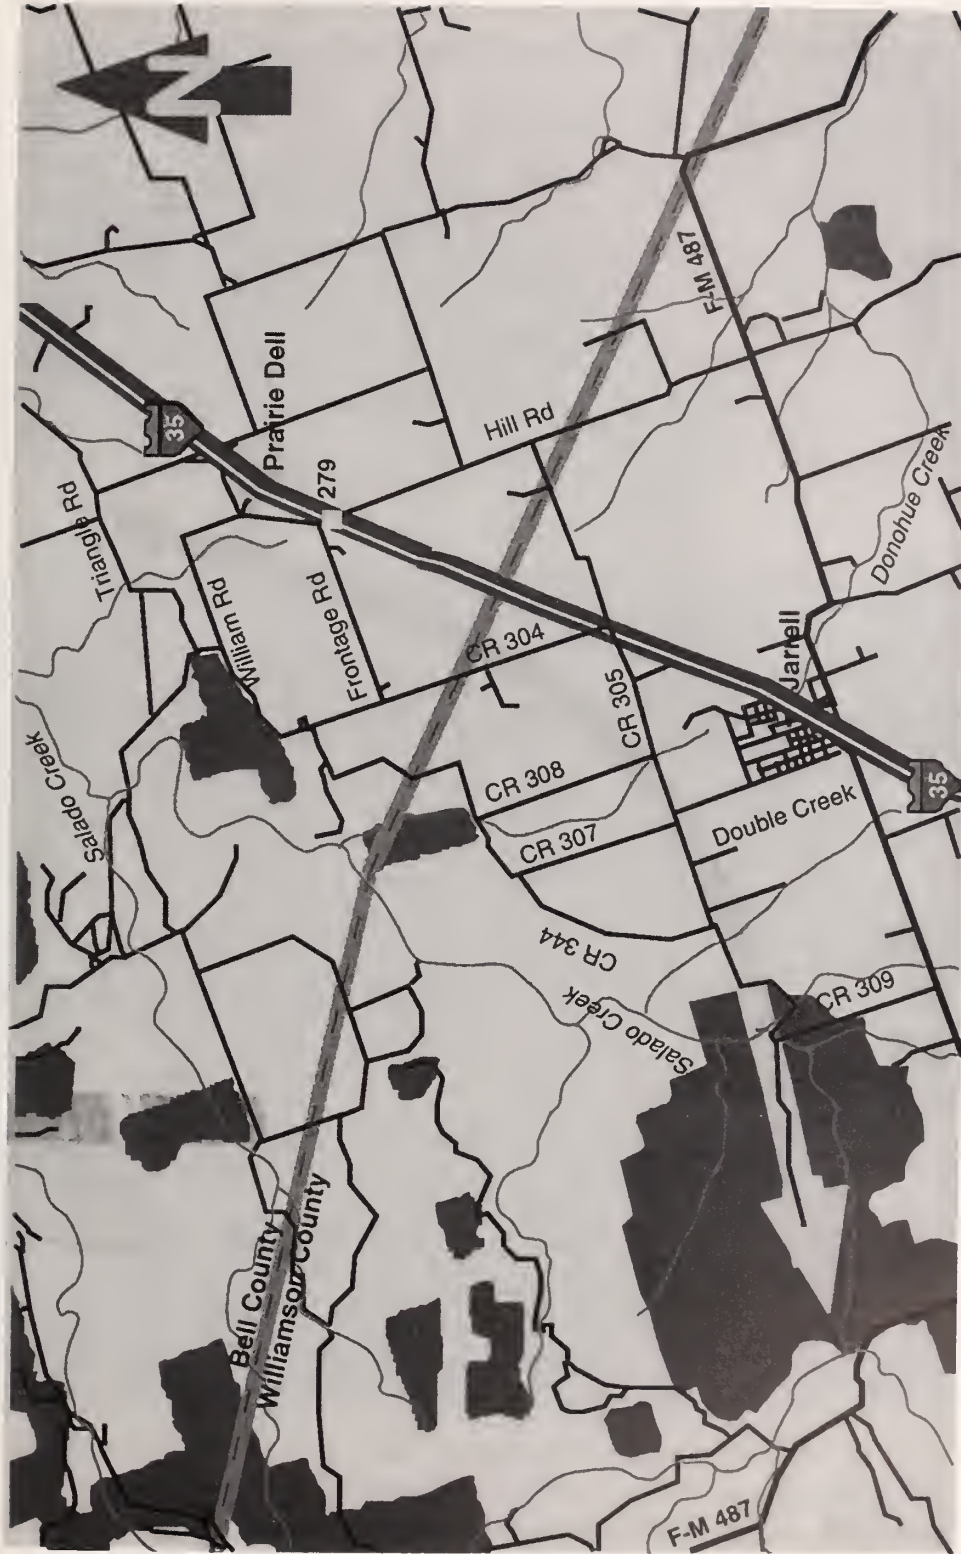 N
35
Prairie Dell
279
Triangle Rd
William Rd
Frontage Rd
Hill Rd
F-M 487
Salado Creek
CR 304
CR 305
Donohue Creek
Jarrell
CR 308
CR 307
Double Creek
35
CR 344
Salado Creek
CR 309
Bell County
Williamson County
F-M 487